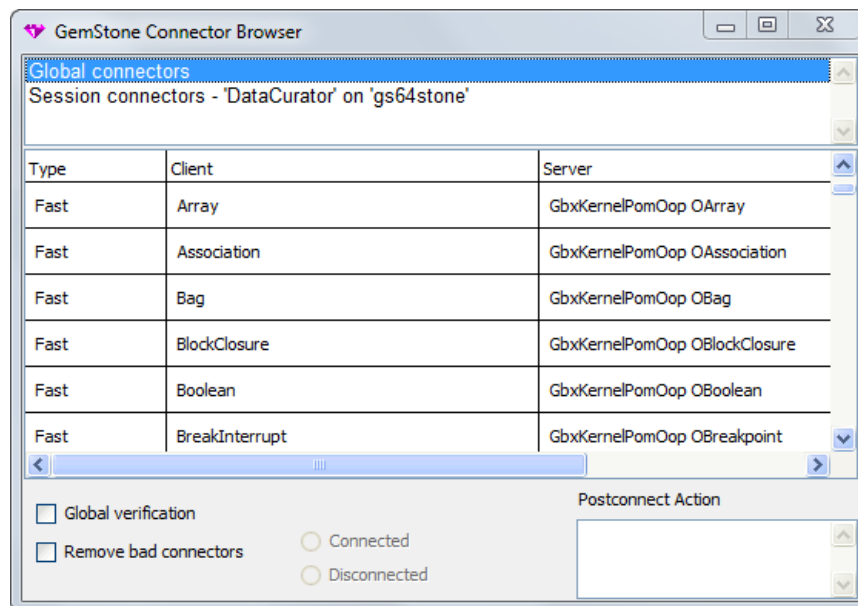 GemStone Connector Browser
Global connectors
Session connectors - 'DataCurator' on 'gs64stone'
Type Client Server
Fast Array GbxKernelPomOop OArray
Fast Association GbxKernelPomOop OAssociation
Fast Bag GbxKernelPomOop OBag
Fast BlockClosure GbxKernelPomOop OBlockClosure
Fast Boolean GbxKernelPomOop OBoolean
Fast BreakInterrupt GbxKernelPomOop OBreakpoint
Global verification
Remove bad connectors
Connected
Disconnected
Postconnect Action